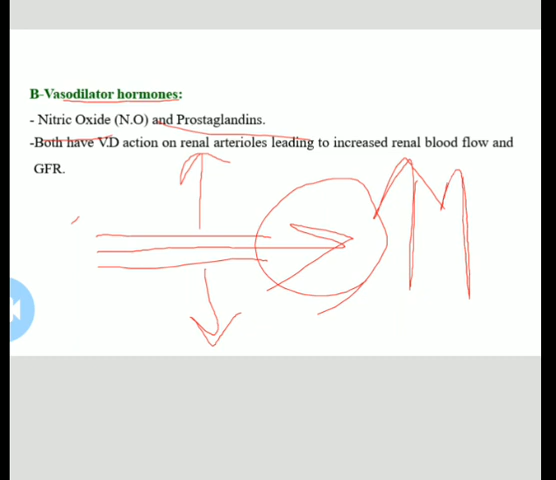 B-Vasodilator hormones:
- Nitric Oxide (N.O) and Prostaglandins.
-Both have VD action on renal arterioles leading to increased renal blood flow and
GFR.